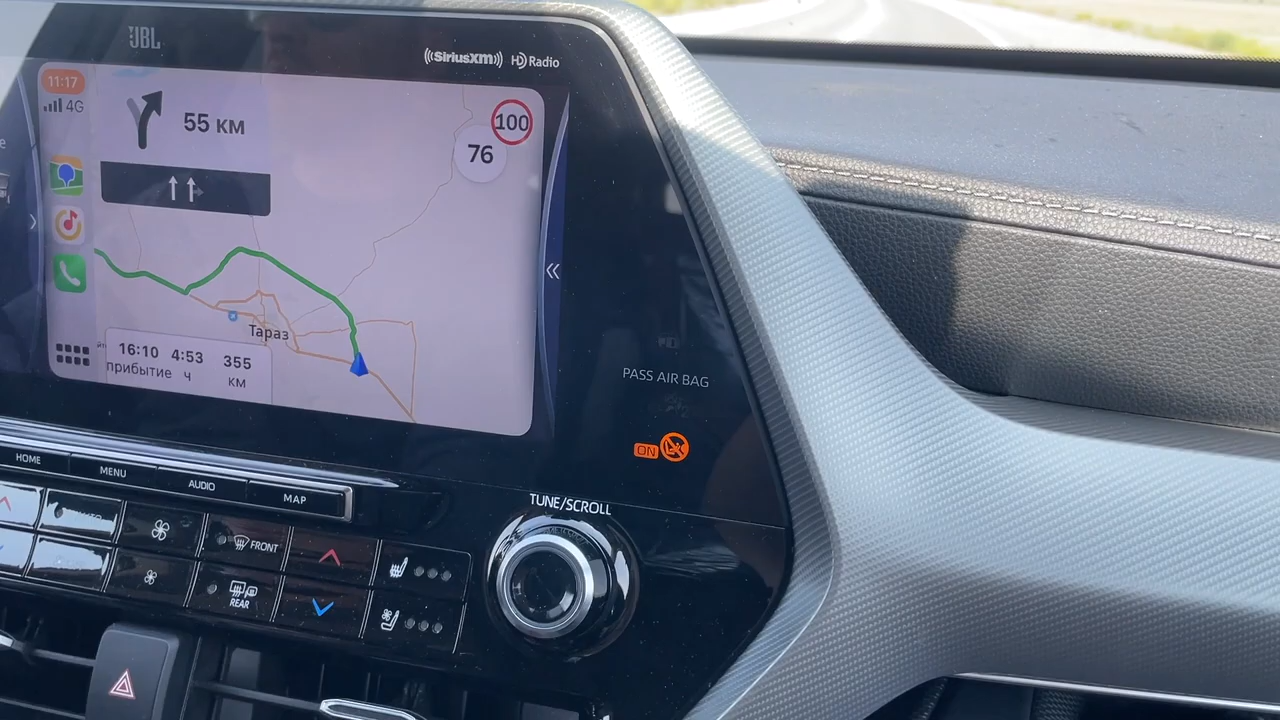 JBL
((SiriusXM))
HD Radio
11:17
4G
55 км
100
76
Тараз
16:10 4:53 355
прибытие ч км
PASS AIR BAG
ON
HOME
MENU
AUDIO
MAP
TUNE/SCROLL
FRONT
REAR